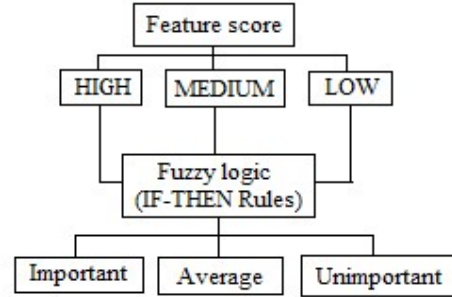 Feature score
HIGH
MEDIUM
LOW
Fuzzy logic
(IF-THEN Rules)
Important
Average
Unimportant